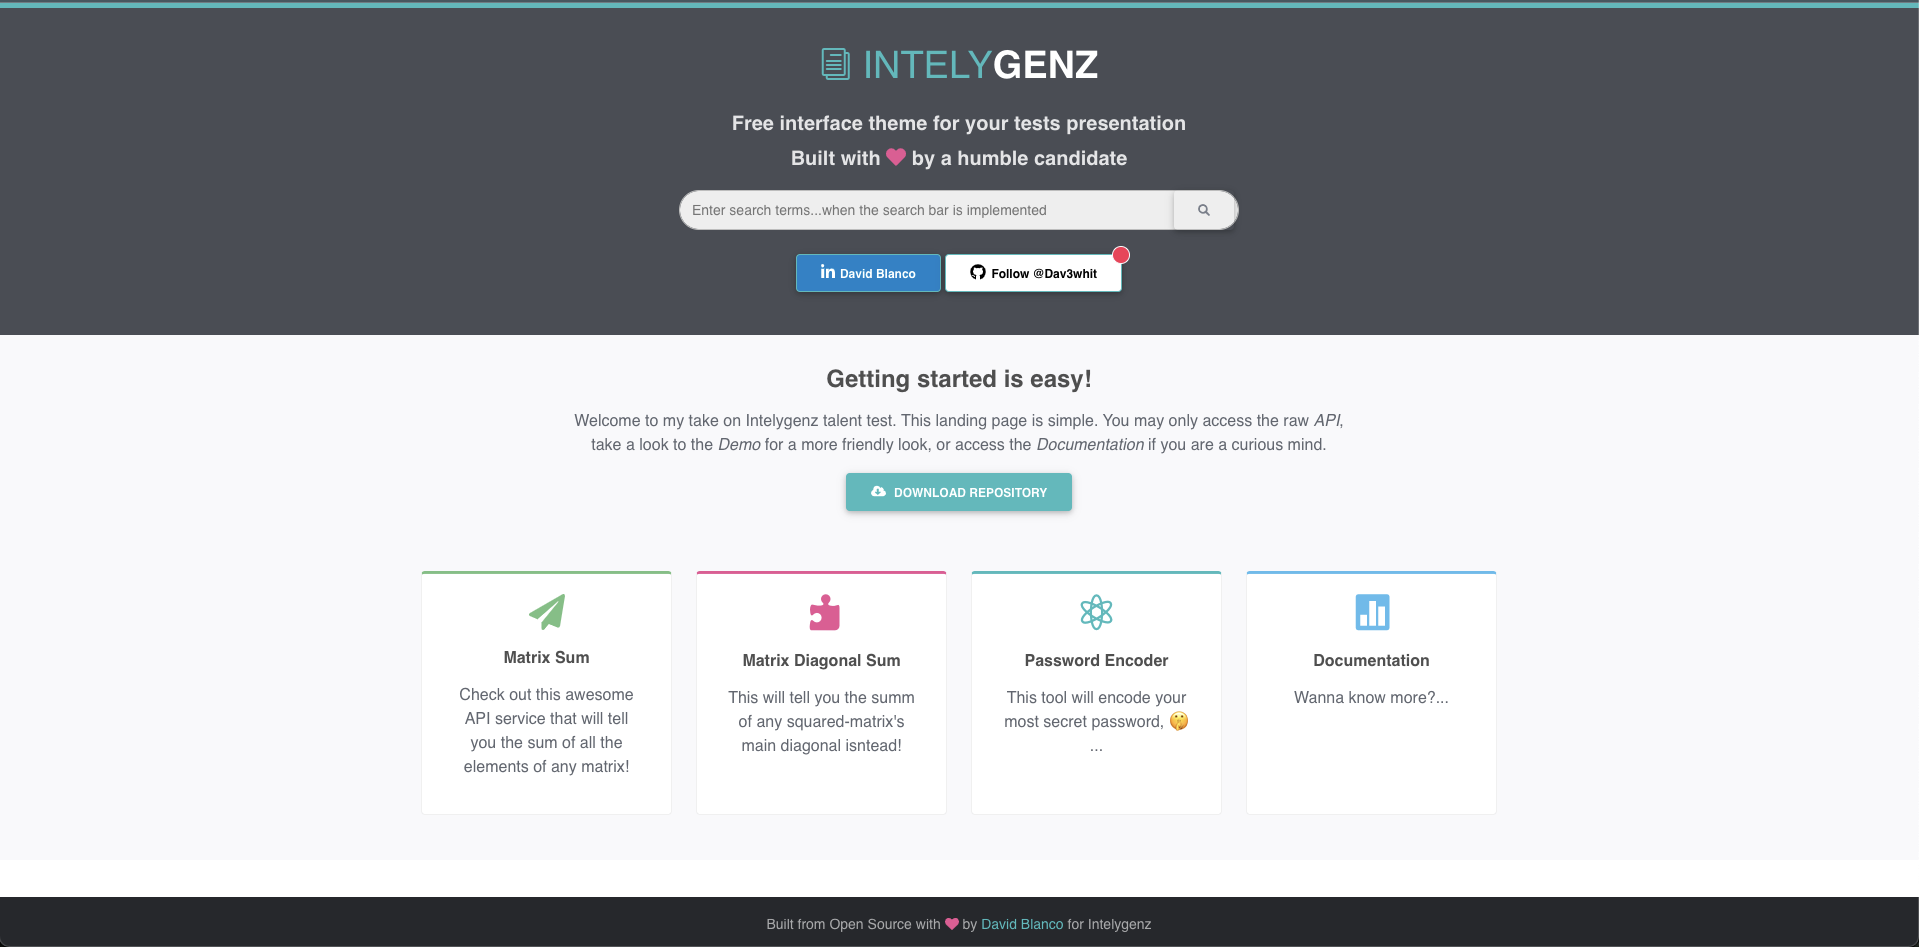 INTELYGENZ
Free interface theme for your tests presentation
Built with ❤ by a humble candidate
Enter search terms...when the search bar is implemented
in David Blanco
Follow @Dav3whit
Getting started is easy!
Welcome to my take on Intelygenz talent test. This landing page is simple. You may only access the raw API,
take a look to the Demo for a more friendly look, or access the Documentation if you are a curious mind.
DOWNLOAD REPOSITORY
Matrix Sum
Check out this awesome
API service that will tell
you the sum of all the
elements of any matrix!
Matrix Diagonal Sum
This will tell you the summ
of any squared-matrix's
main diagonal isntead!
Password Encoder
This tool will encode your
most secret password, 🤫
...
Documentation
Wanna know more?...
Built from Open Source with ❤ by David Blanco for Intelygenz